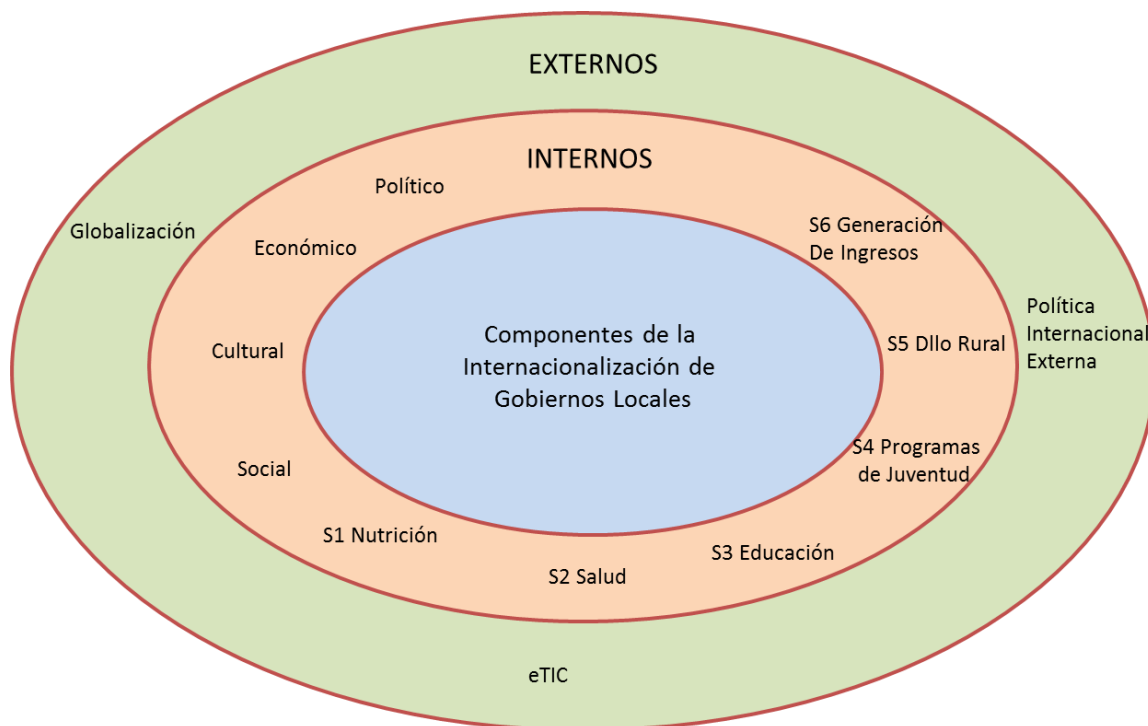 EXTERNOS
INTERNOS
Político
Económico
Cultural
Social
S1 Nutrición
S2 Salud
S3 Educación
S4 Programas
de Juventud
S5 Dllo Rural
S6 Generación
De Ingresos
Componentes de la
Internacionalización de
Gobiernos Locales
Globalización
eTIC
Política
Internacional
Externa